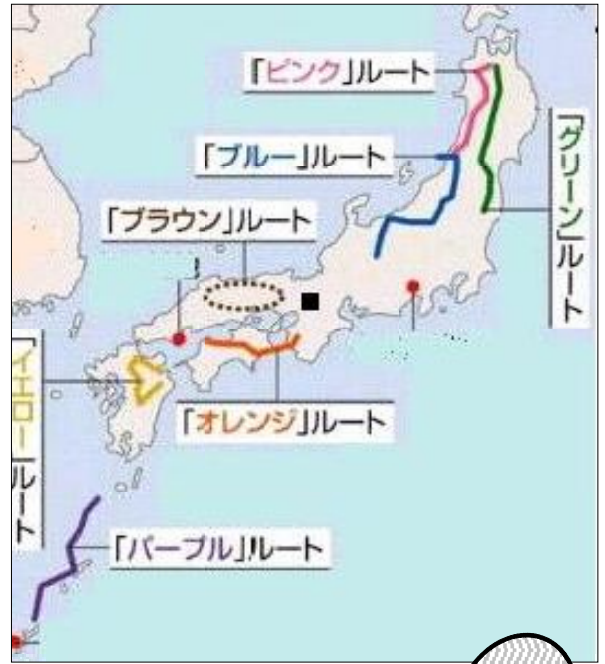 「ピンク」ルート
「ブルー」ルート
「グリーン」ルート
「ブラウン」ルート
「イエロー」ルート
「オレンジ」ルート
「パープル」ルート